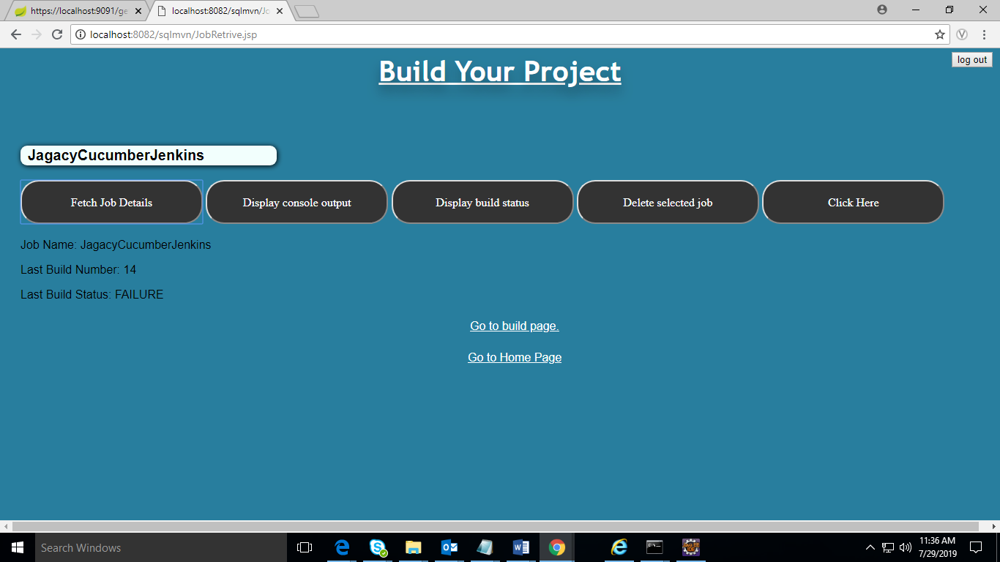 https://localhost:9091/ge
localhost:8082/sqlmvn/Jo
localhost:8082/sqlmvn/JobRetrive.jsp
log out
Build Your Project
JagacyCucumberJenkins
Fetch Job Details
Display console output
Display build status
Delete selected job
Click Here
Job Name: JagacyCucumberJenkins
Last Build Number: 14
Last Build Status: FAILURE
Go to build page.
Go to Home Page
Search Windows
11:36 AM
7/29/2019